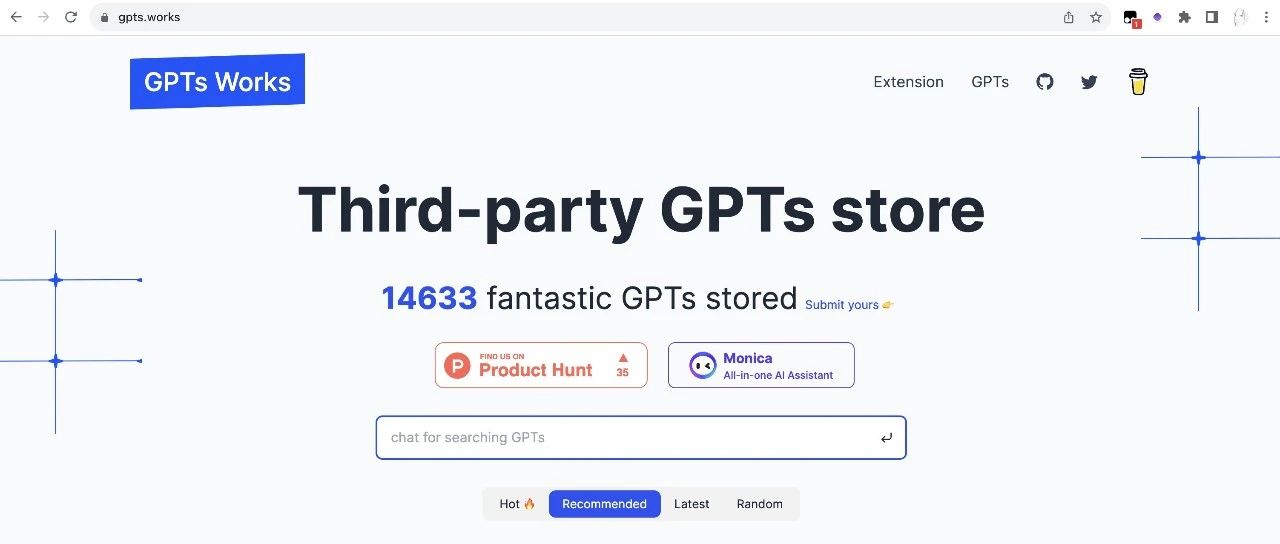 gpts.works
1
GPTs Works
Extension GPTs
Third-party GPTs store
14633 fantastic GPTs stored Submit yours 👉
FIND US ON
Product Hunt
35
Monica
All-in-one AI Assistant
chat for searching GPTs
Hot 🔥 Recommended Latest Random